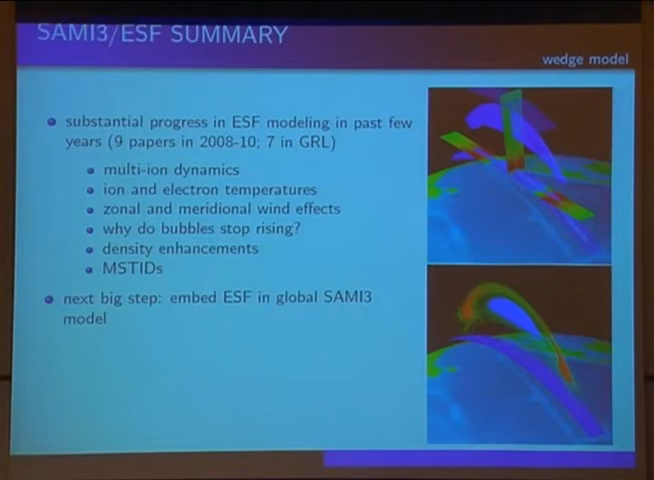 SAMI3/ESF SUMMARY
wedge model
substantial progress in ESF modeling in past few
years (9 papers in 2008-10; 7 in GRL)
multi-ion dynamics
ion and electron temperatures
zonal and meridional wind effects
why do bubbles stop rising?
density enhancements
MSTIDs
next big step: embed ESF in global SAMI3
model